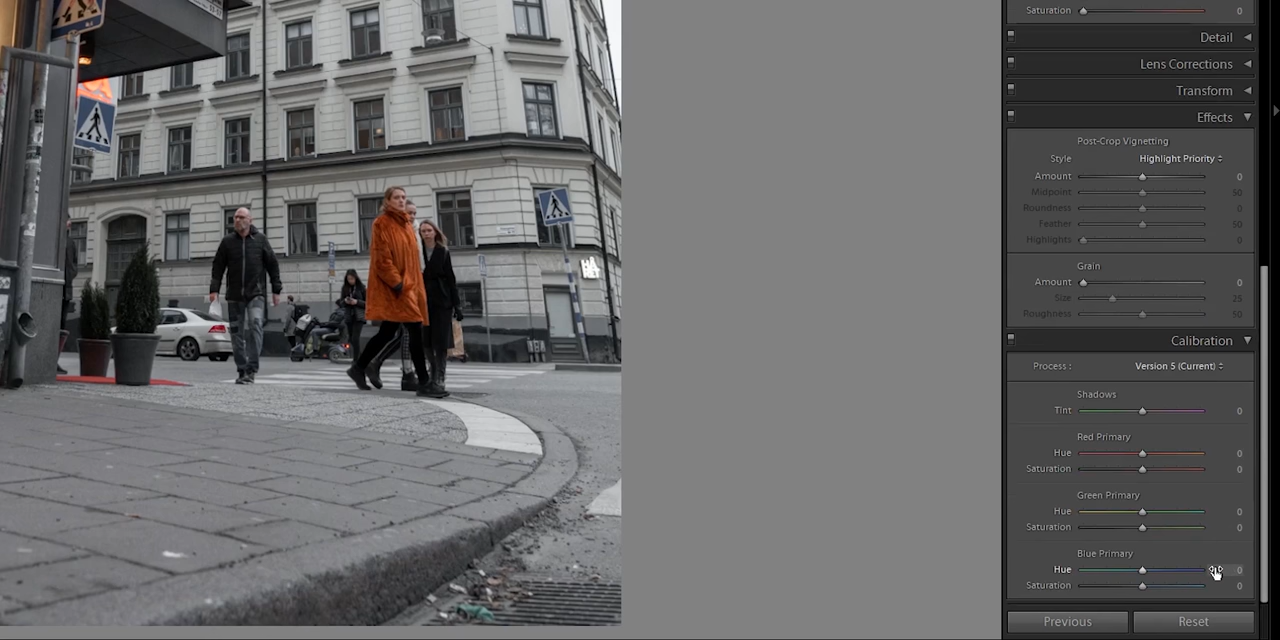 Saturation 0
Detail
Lens Corrections
Transform
Effects
Post-Crop Vignetting
Style Highlight Priority
Amount 0
Midpoint 50
Roundness 0
Feather 50
Highlights 0
Grain
Amount 0
Size 25
Roughness 50
Calibration
Process : Version 5 (Current)
Shadows
Tint 0
Red Primary
Hue 0
Saturation 0
Green Primary
Hue 0
Saturation 0
Blue Primary
Hue 0
Saturation 0
Previous Reset